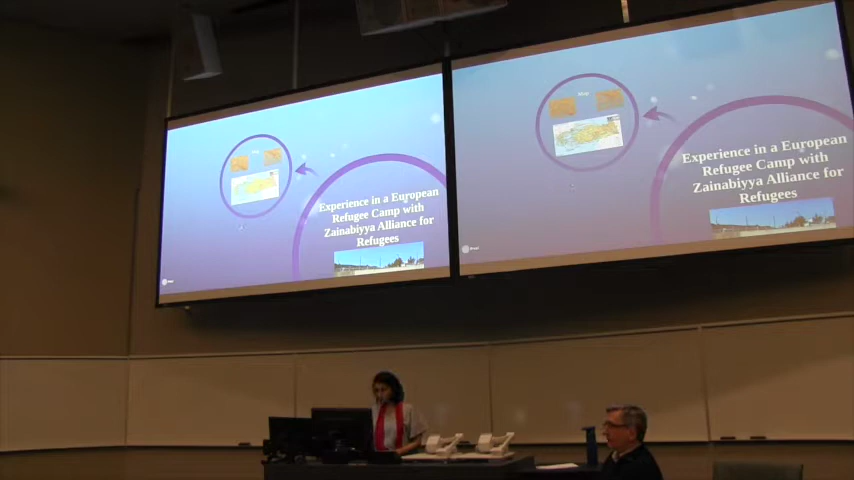 Experience in a European
Refugee Camp with
Zainabiyya Alliance for
Refugees
Experience in a European
Refugee Camp with
Zainabiyya Alliance for
Refugees